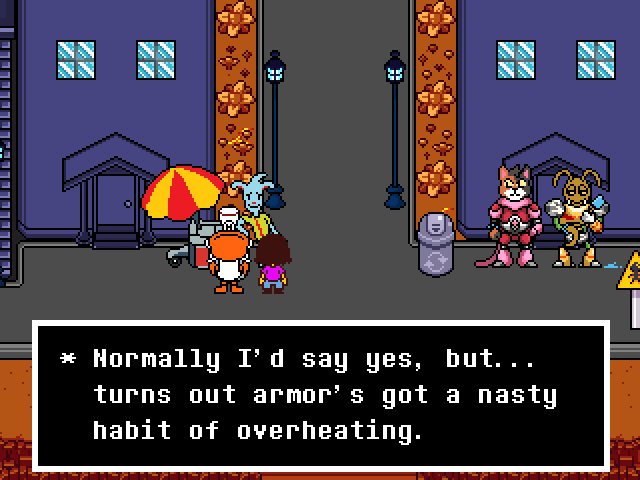 * Normally I'd say yes, but...
turns out armor's got a nasty
habit of overheating.